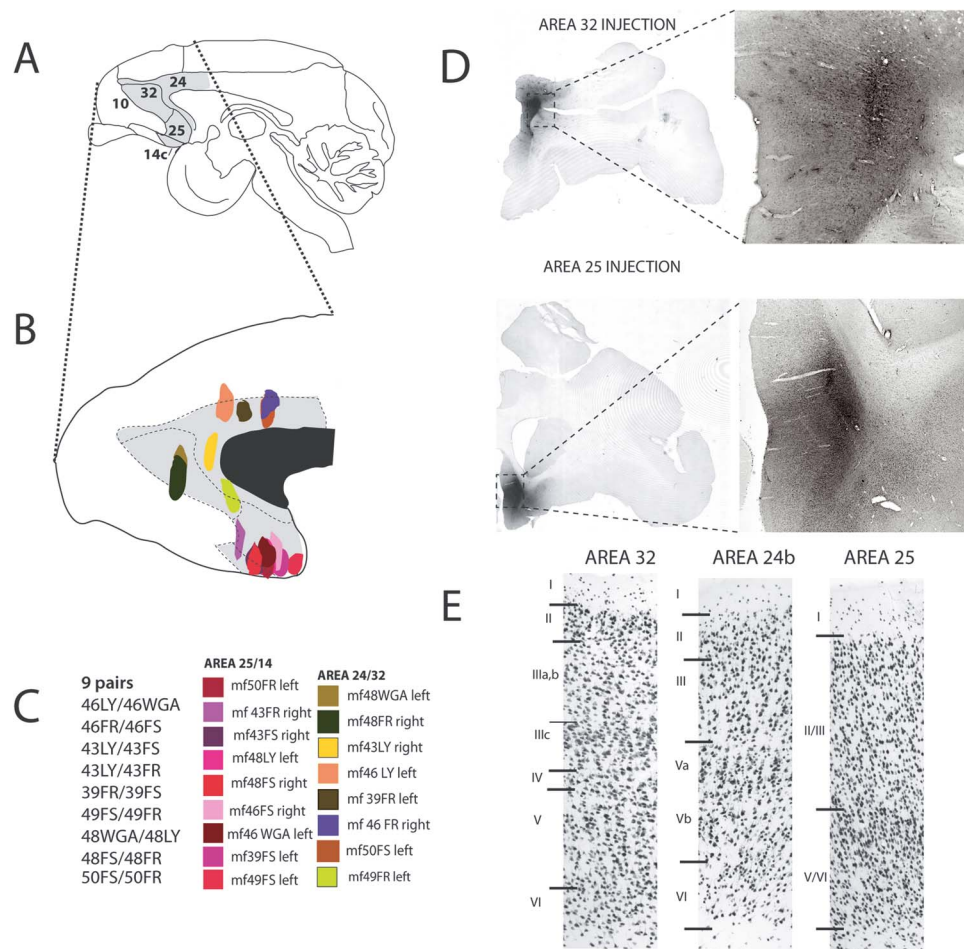 A
24
32
10
25
14c
B
C
9 pairs
46LY/46WGA
46FR/46FS
43LY/43FS
43LY/43FR
39FR/39FS
49FS/49FR
48WGA/48LY
48FS/48FR
50FS/50FR
AREA 25/14
mf50FR left
mf 43FR right
mf43FS right
mf48LY left
mf48FS right
mf46FS right
mf46 WGA left
mf39FS left
mf49FS left
AREA 24/32
mf48WGA left
mf48FR right
mf43LY right
mf46 LY left
mf 39FR left
mf 46 FR right
mf50FS left
mf49FR left
D
AREA 32 INJECTION
AREA 25 INJECTION
E
AREA 32
I
II
IIIa,b
IIIc
IV
V
VI
AREA 24b
I
II
III
Va
Vb
VI
AREA 25
I
II/III
V/VI